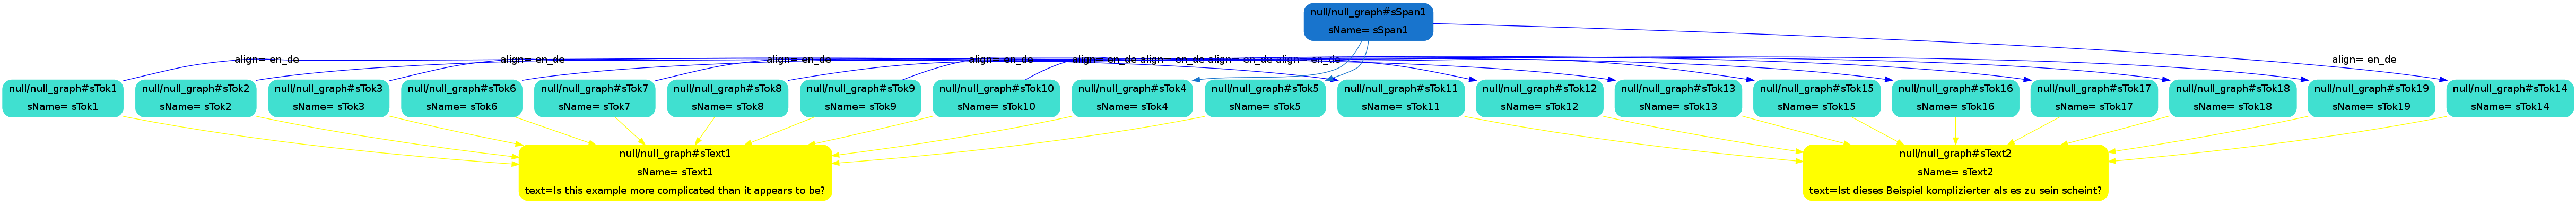 null/null_graph#sSpan1
sName= sSpan1
align= en_de
align= en_de
align= en_de
align= en_de
align= en_de
align= en_de
align= en_de
align= en_de
align= en_de
null/null_graph#sTok1
sName= sTok1
null/null_graph#sTok2
sName= sTok2
null/null_graph#sTok3
sName= sTok3
null/null_graph#sTok6
sName= sTok6
null/null_graph#sTok7
sName= sTok7
null/null_graph#sTok8
sName= sTok8
null/null_graph#sTok9
sName= sTok9
null/null_graph#sTok10
sName= sTok10
null/null_graph#sTok4
sName= sTok4
null/null_graph#sTok5
sName= sTok5
null/null_graph#sTok11
sName= sTok11
null/null_graph#sTok12
sName= sTok12
null/null_graph#sTok13
sName= sTok13
null/null_graph#sTok15
sName= sTok15
null/null_graph#sTok16
sName= sTok16
null/null_graph#sTok17
sName= sTok17
null/null_graph#sTok18
sName= sTok18
null/null_graph#sTok19
sName= sTok19
null/null_graph#sTok14
sName= sTok14
null/null_graph#sText1
sName= sText1
text=Is this example more complicated than it appears to be?
null/null_graph#sText2
sName= sText2
text=Ist dieses Beispiel komplizierter als es zu sein scheint?